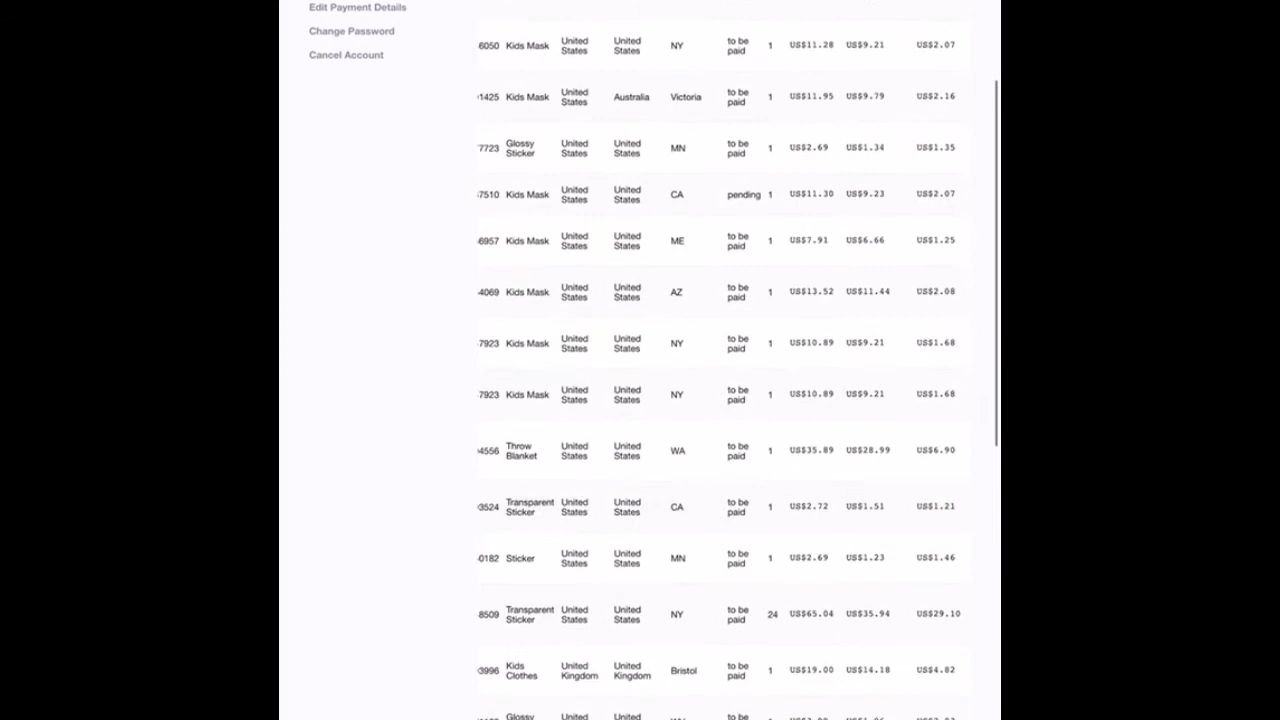 Edit Payment Details
Change Password
Cancel Account
6050 Kids Mask United States United States NY to be paid 1 US$11.28 US$9.21 US$2.07
1425 Kids Mask United States Australia Victoria to be paid 1 US$11.95 US$9.79 US$2.16
7723 Glossy Sticker United States United States MN to be paid 1 US$2.69 US$1.34 US$1.35
7510 Kids Mask United States United States CA pending 1 US$11.30 US$9.23 US$2.07
6957 Kids Mask United States United States ME to be paid 1 US$7.91 US$6.66 US$1.25
4069 Kids Mask United States United States AZ to be paid 1 US$13.52 US$11.44 US$2.08
7923 Kids Mask United States United States NY to be paid 1 US$10.89 US$9.21 US$1.68
7923 Kids Mask United States United States NY to be paid 1 US$10.89 US$9.21 US$1.68
4556 Throw Blanket United States United States WA to be paid 1 US$35.89 US$28.99 US$6.90
3524 Transparent Sticker United States United States CA to be paid 1 US$2.72 US$1.51 US$1.21
0182 Sticker United States United States MN to be paid 1 US$2.69 US$1.23 US$1.46
8509 Transparent Sticker United States United States NY to be paid 24 US$65.04 US$35.94 US$29.10
3996 Kids Clothes United Kingdom United Kingdom Bristol to be paid 1 US$19.00 US$14.18 US$4.82
Glossy United United to be